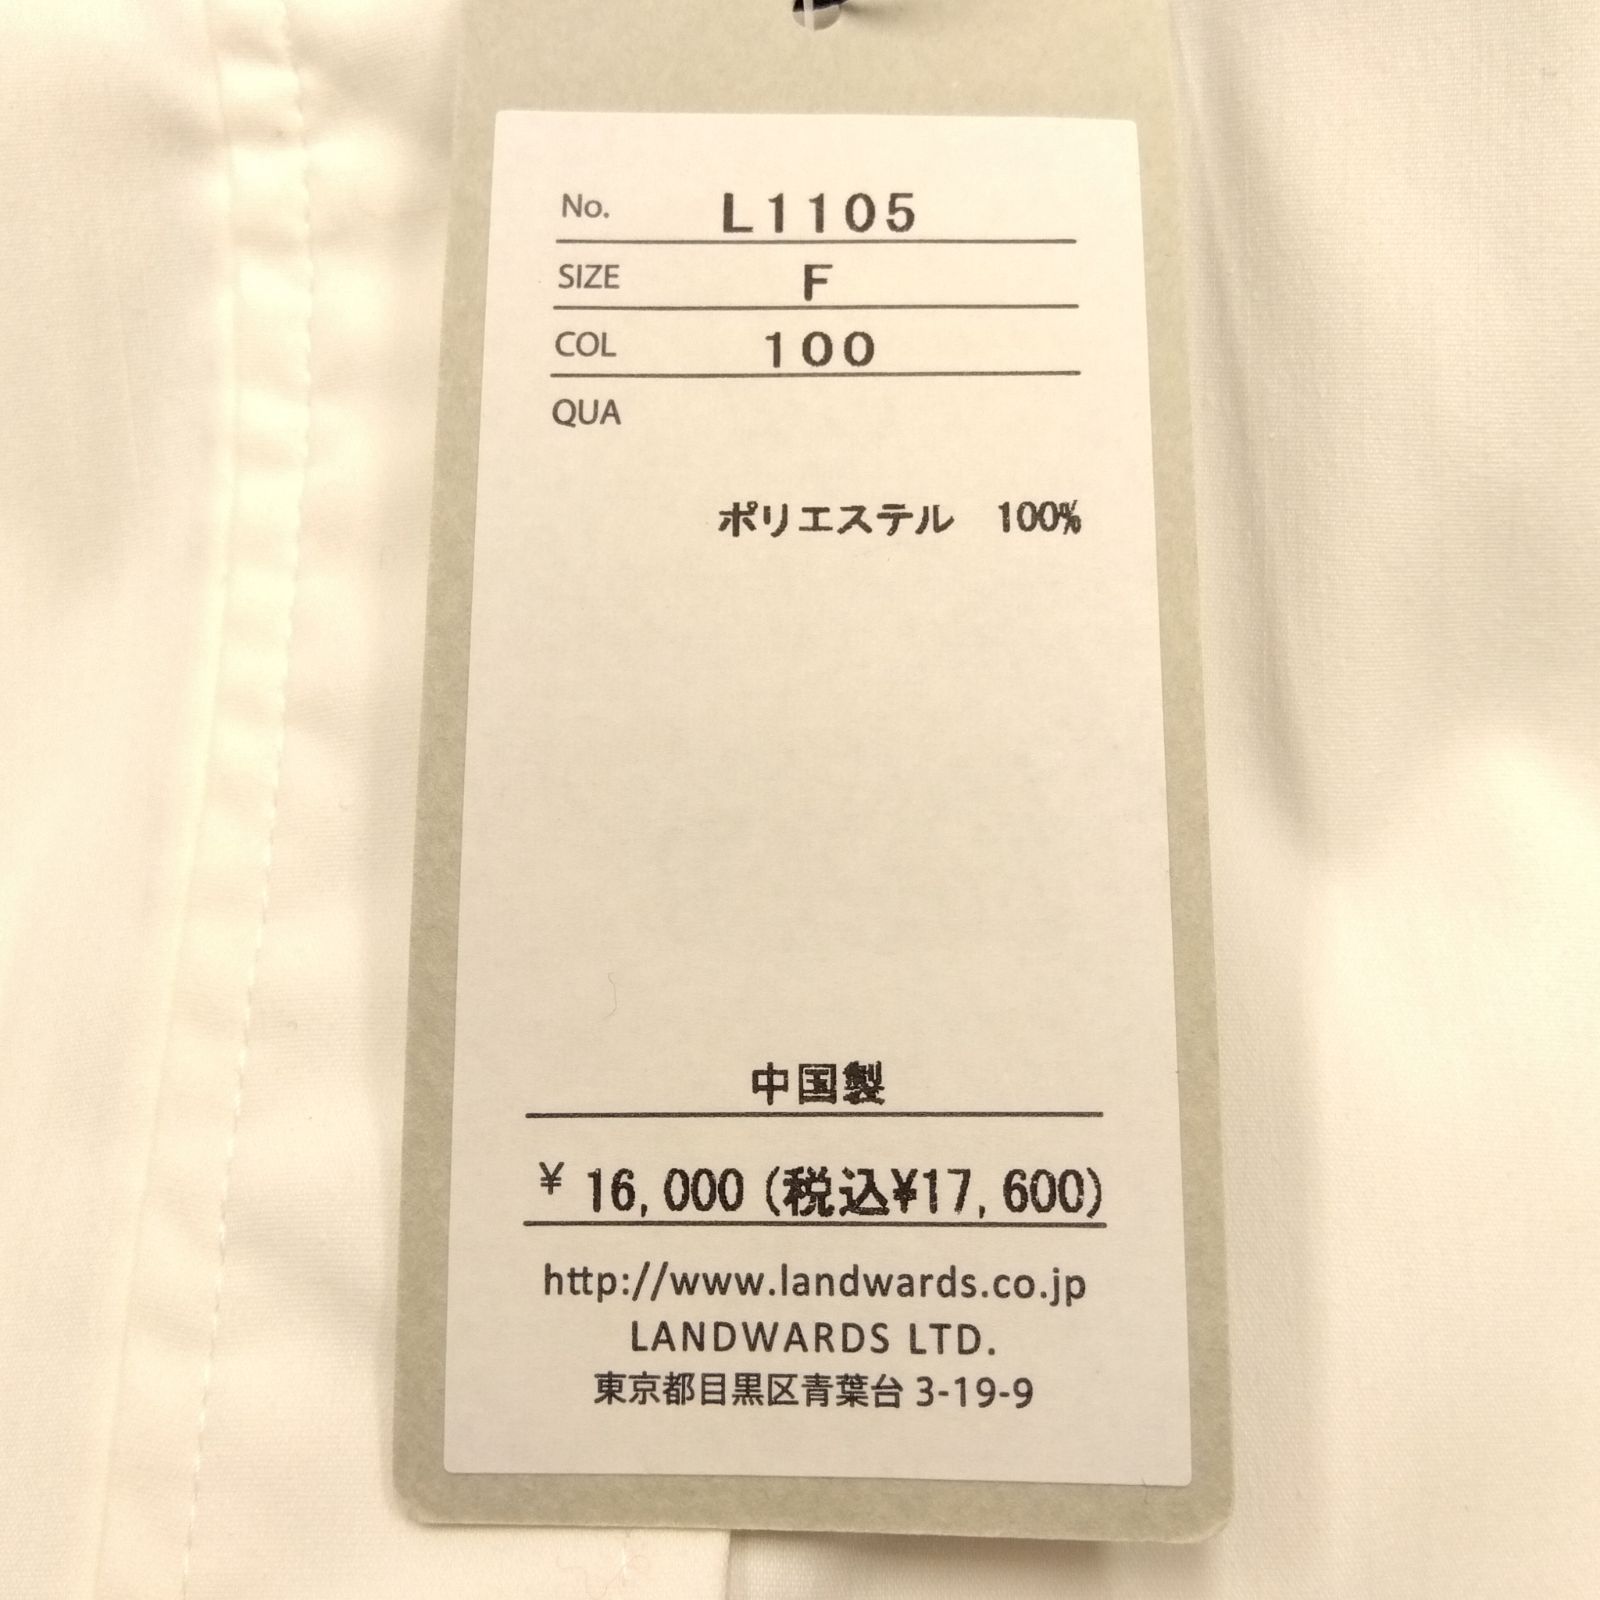 No. L1105
SIZE F
COL 100
QUA
ポリエステル 100%
中国製
¥ 16,000 (税込¥17,600)
http://www.landwards.co.jp
LANDWARDS LTD.
東京都目黒区青葉台 3-19-9